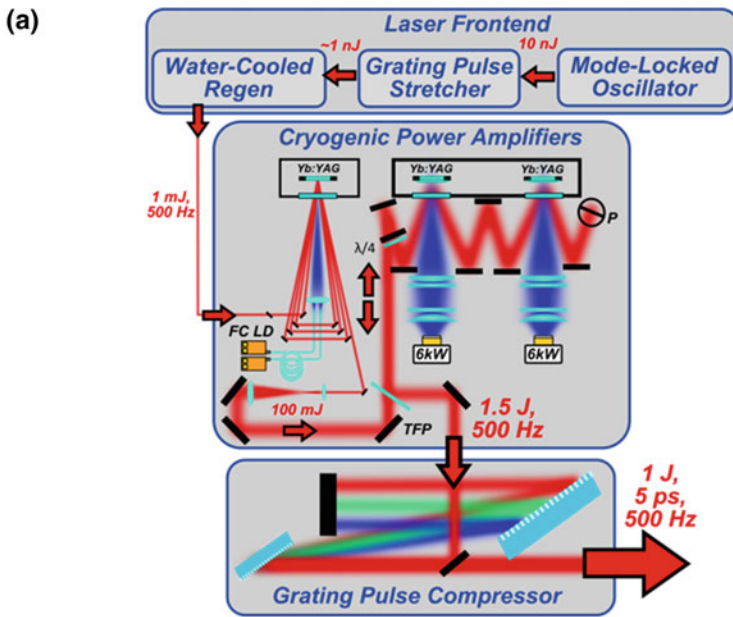 (a)
Laser Frontend
Water-Cooled
Regen
~1 nJ
Grating Pulse
Stretcher
10 nJ
Mode-Locked
Oscillator
Cryogenic Power Amplifiers
1 mJ,
500 Hz
Yb:YAG
Yb:YAG
Yb:YAG
P
λ/4
FC LD
6kW
6kW
100 mJ
TFP
1.5 J,
500 Hz
1 J,
5 ps,
500 Hz
Grating Pulse Compressor